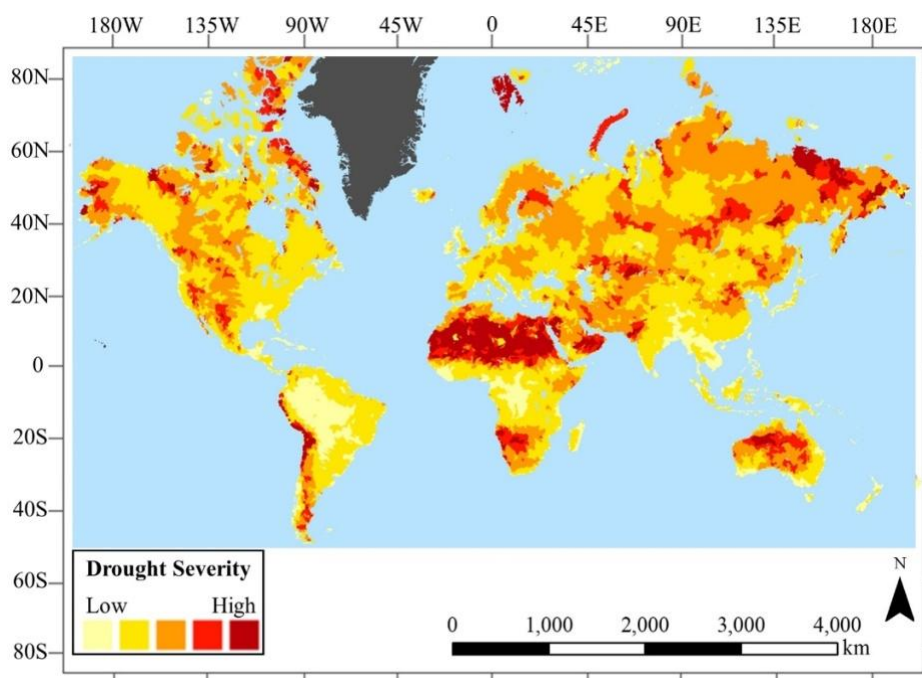 180W 135W 90W 45W 0 45E 90E 135E 180E
80N
60N
40N
20N
0
20S
40S
60S
80S
Drought Severity
Low High
N
0 1,000 2,000 3,000 4,000
km